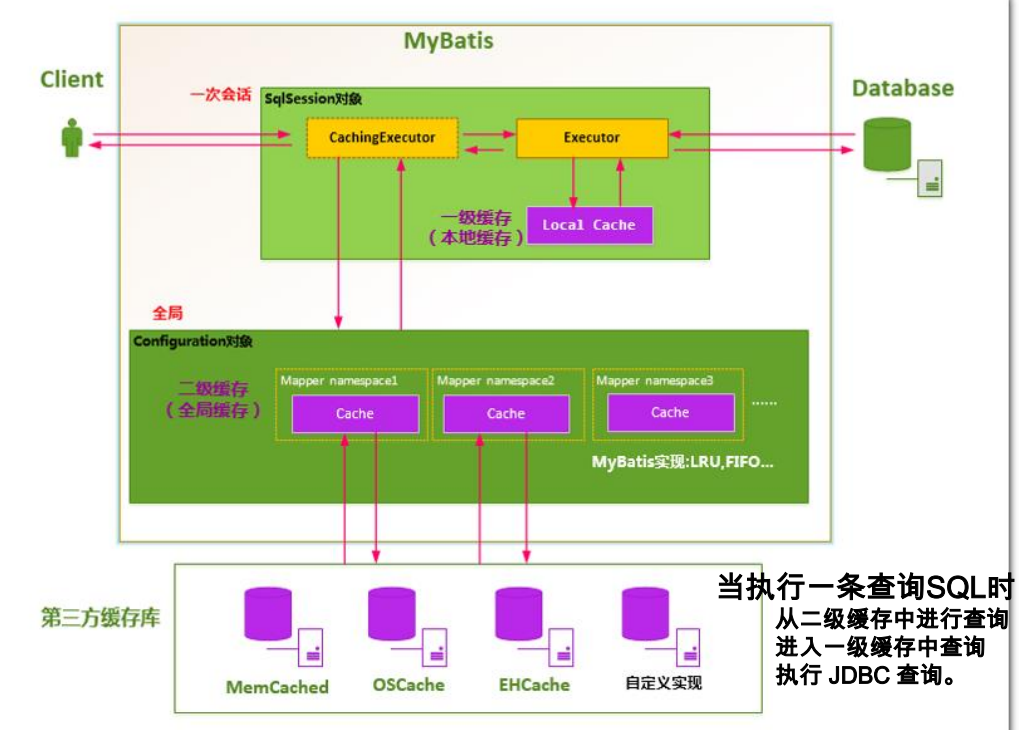 MyBatis
Client
一次会话
SqlSession对象
Database
CachingExecutor
Executor
一级缓存
（本地缓存）
Local Cache
全局
Configuration对象
二级缓存
（全局缓存）
Mapper namespace1
Mapper namespace2
Mapper namespace3
Cache
Cache
Cache
......
MyBatis实现:LRU,FIFO...
第三方缓存库
MemCached
OSCache
EHCache
自定义实现
当执行一条查询SQL时
从二级缓存中进行查询
进入一级缓存中查询
执行 JDBC 查询。